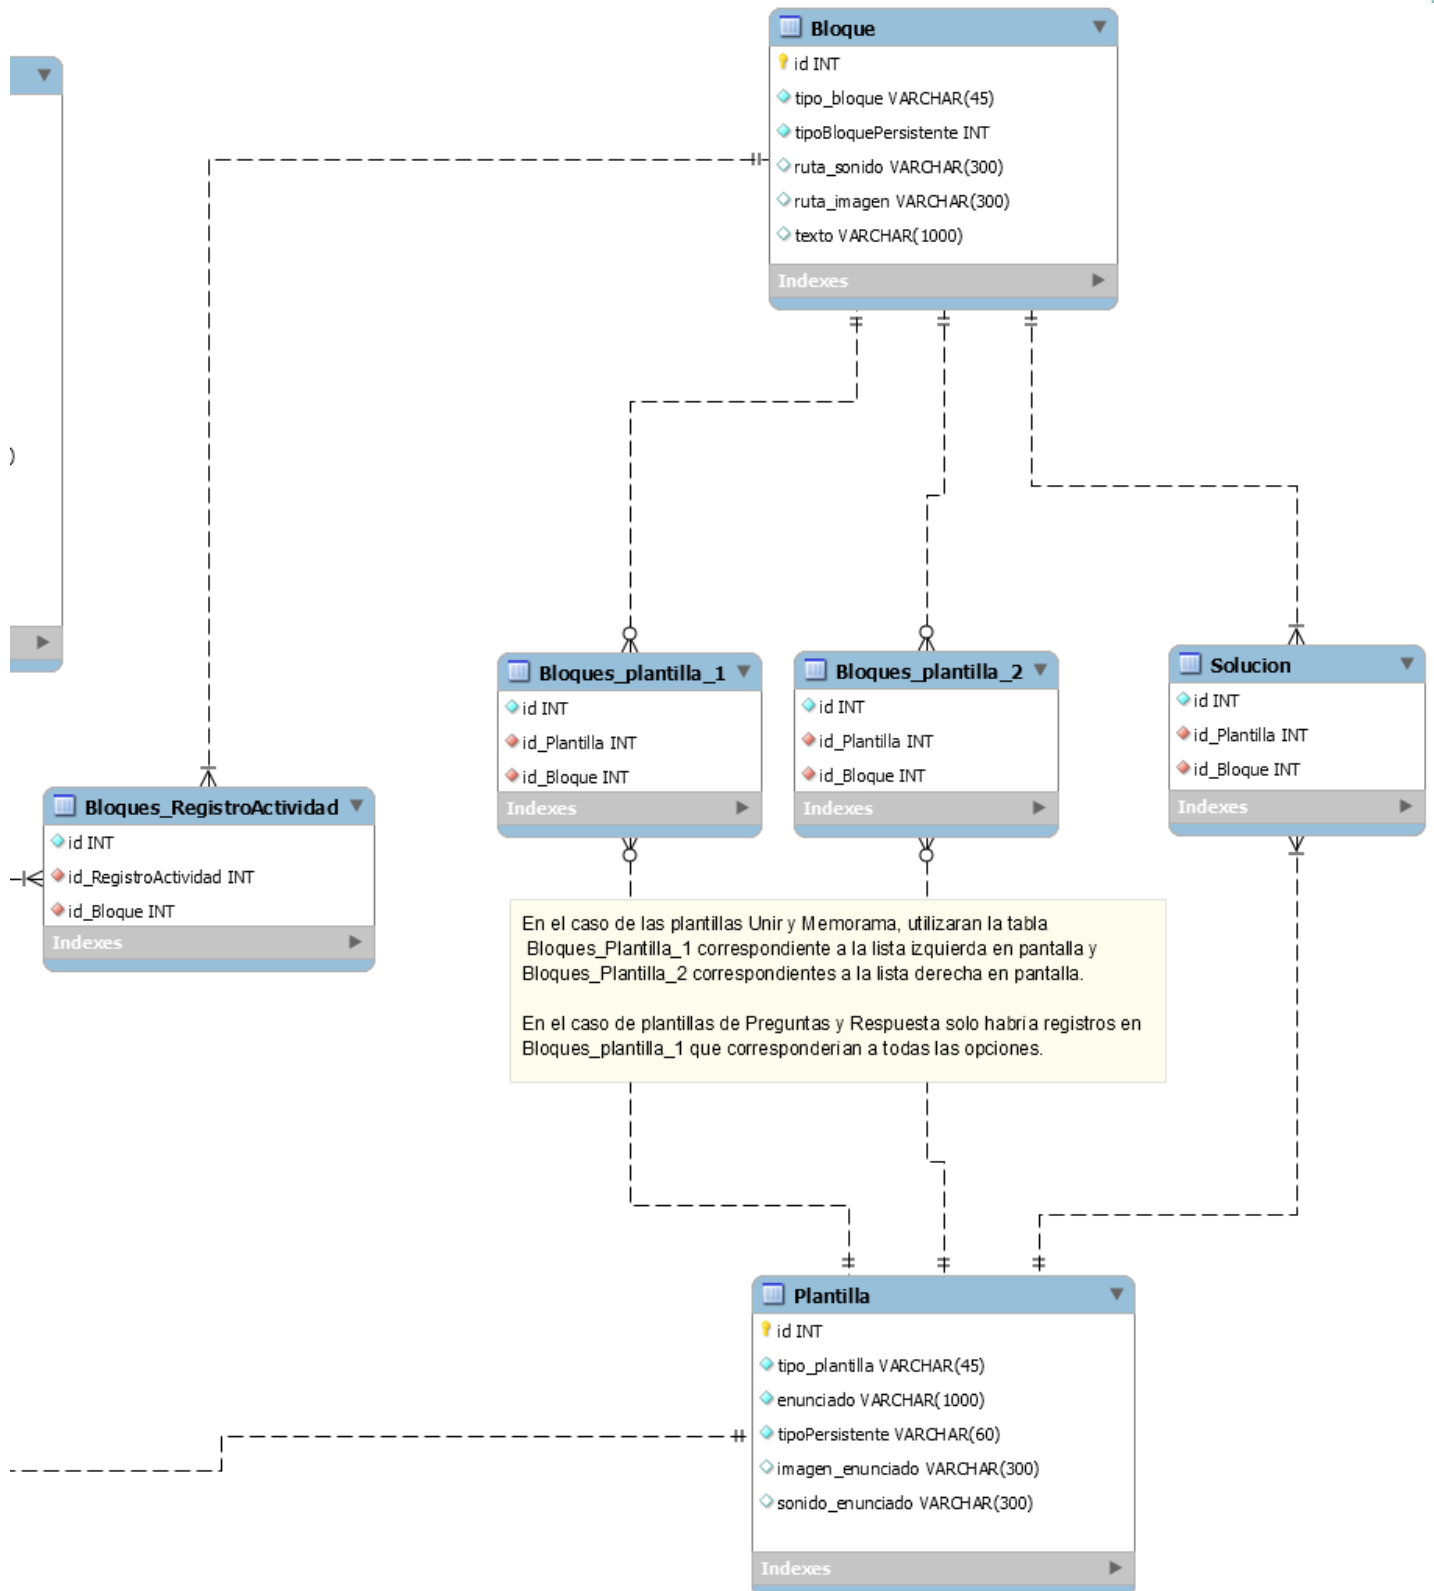 Bloque
id INT
tipo_bloque VARCHAR(45)
tipoBloquePersistente INT
ruta_sonido VARCHAR(300)
ruta_imagen VARCHAR(300)
texto VARCHAR(1000)
Indexes
)
Bloques_plantilla_1
id INT
id_Plantilla INT
id_Bloque INT
Indexes
Bloques_plantilla_2
id INT
id_Plantilla INT
id_Bloque INT
Indexes
Solucion
id INT
id_Plantilla INT
id_Bloque INT
Indexes
Bloques_RegistroActividad
id INT
id_RegistroActividad INT
id_Bloque INT
Indexes
En el caso de las plantillas Unir y Memorama, utilizaran la tabla
Bloques_Plantilla_1 correspondiente a la lista izquierda en pantalla y
Bloques_Plantilla_2 correspondientes a la lista derecha en pantalla.
En el caso de plantillas de Preguntas y Respuesta solo habría registros en
Bloques_plantilla_1 que corresponderían a todas las opciones.
Plantilla
id INT
tipo_plantilla VARCHAR(45)
enunciado VARCHAR(1000)
tipoPersistente VARCHAR(60)
imagen_enunciado VARCHAR(300)
sonido_enunciado VARCHAR(300)
Indexes